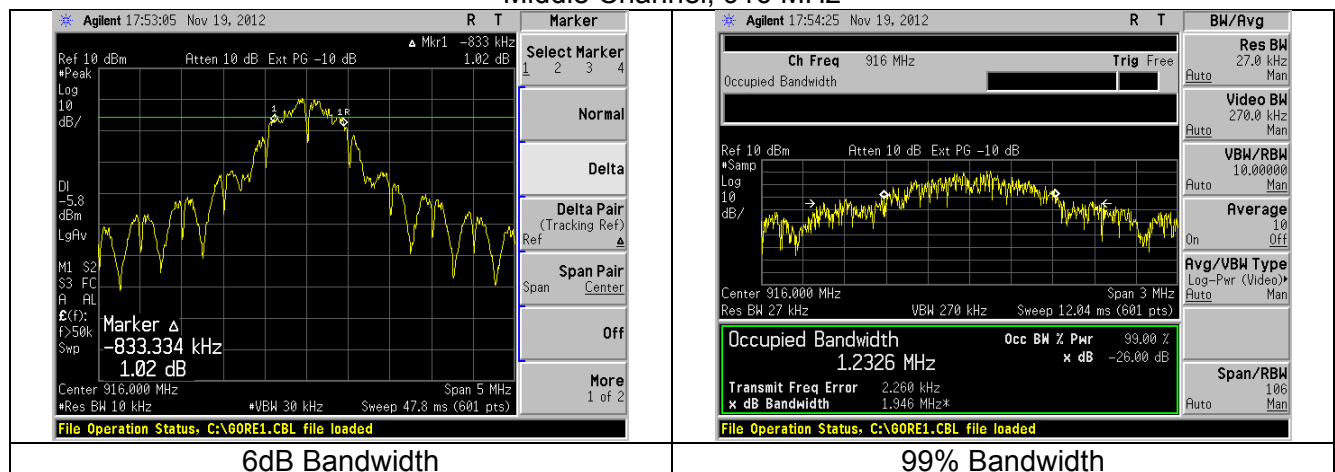 Agilent 17:53:05 Nov 19, 2012 R T
Marker
Δ Mkr1 -833 kHz
Ref 10 dBm Atten 10 dB Ext PG -10 dB 1.02 dB
#Peak
Log
10
dB/
1
1R
DI
-5.8
dBm
LgAv
M1 S2
S3 FC
A AL
£(f):
f>50k
Swp
Marker Δ
-833.334 kHz
1.02 dB
Center 916.000 MHz Span 5 MHz
#Res BW 10 kHz #VBW 30 kHz Sweep 47.8 ms (601 pts)
File Operation Status, C:\GORE1.CBL file loaded
Select Marker
1 2 3 4
Normal
Delta
Delta Pair
(Tracking Ref)
Ref Δ
Span Pair
Span Center
Off
More
1 of 2
6dB Bandwidth
Agilent 17:54:25 Nov 19, 2012 R T
BW/Avg
Ch Freq 916 MHz Trig Free
Occupied Bandwidth
Ref 10 dBm Atten 10 dB Ext PG -10 dB
#Samp
Log
10
dB/
Center 916.000 MHz Span 3 MHz
Res BW 27 kHz VBW 270 kHz Sweep 12.04 ms (601 pts)
Occupied Bandwidth Occ BW % Pwr 99.00 %
1.2326 MHz x dB -26.00 dB
Transmit Freq Error 2.260 kHz
x dB Bandwidth 1.946 MHz*
File Operation Status, C:\GORE1.CBL file loaded
Res BW
27.0 kHz
Auto Man
Video BW
270.0 kHz
Auto Man
VBW/RBW
10.00000
Auto Man
Average
10
On Off
Avg/VBW Type
Log-Pwr (Video)▸
Auto Man
Span/RBW
106
Auto Man
99% Bandwidth